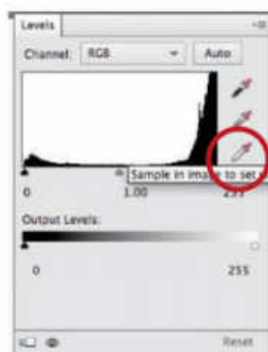 Levels
Channel: RGB Auto
Sample in image to set
0 1.00 255
Output Levels:
0 255
Reset